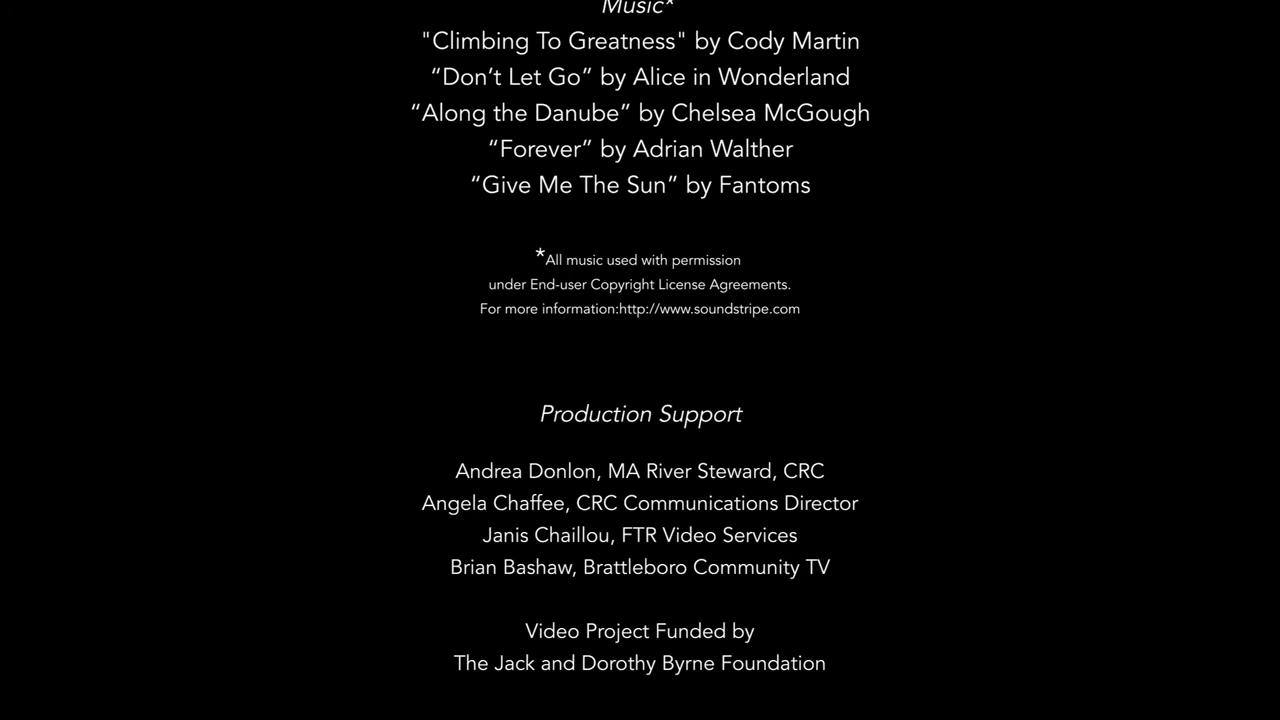 Music*
"Climbing To Greatness" by Cody Martin
“Don’t Let Go” by Alice in Wonderland
“Along the Danube” by Chelsea McGough
“Forever” by Adrian Walther
“Give Me The Sun” by Fantoms
*All music used with permission
under End-user Copyright License Agreements.
For more information:http://www.soundstripe.com
Production Support
Andrea Donlon, MA River Steward, CRC
Angela Chaffee, CRC Communications Director
Janis Chaillou, FTR Video Services
Brian Bashaw, Brattleboro Community TV
Video Project Funded by
The Jack and Dorothy Byrne Foundation